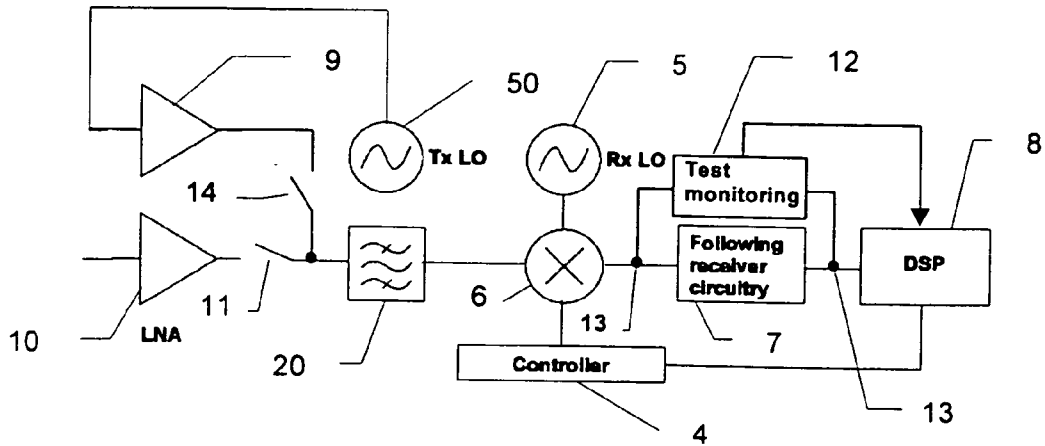 9
50
5
12
8
Tx LO
Rx LO
Test
monitoring
14
Following
receiver
circuitry
DSP
11
6
13
10
LNA
20
7
Controller
4
13